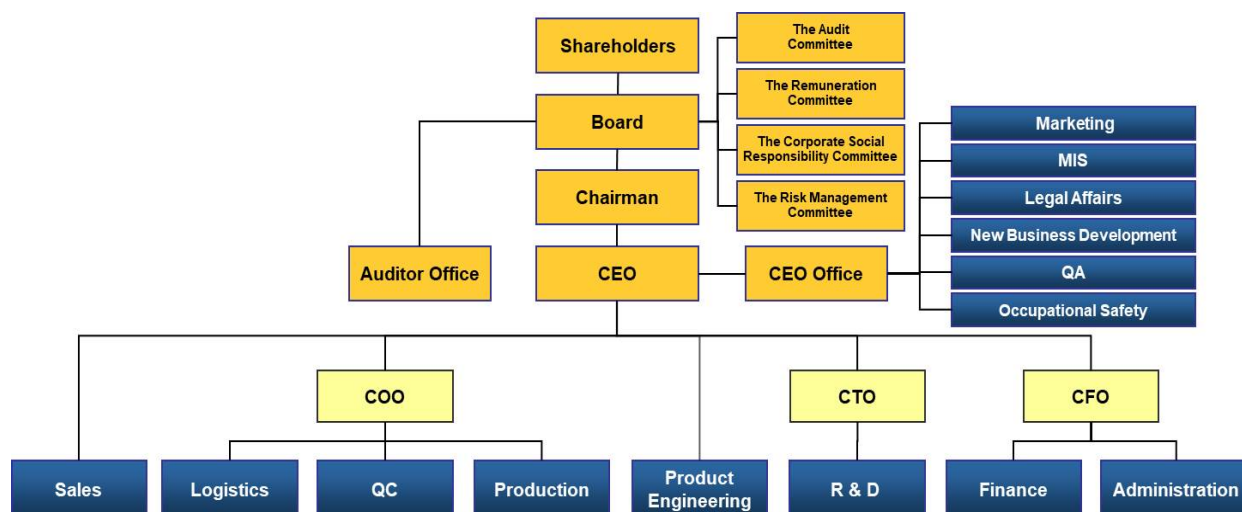 Shareholders
The Audit
Committee
The Remuneration
Committee
Board
Marketing
The Corporate Social
Responsibility Committee
MIS
Chairman
The Risk Management
Committee
Legal Affairs
New Business Development
Auditor Office
CEO
CEO Office
QA
Occupational Safety
COO
CTO
CFO
Sales
Logistics
QC
Production
Product
Engineering
R & D
Finance
Administration